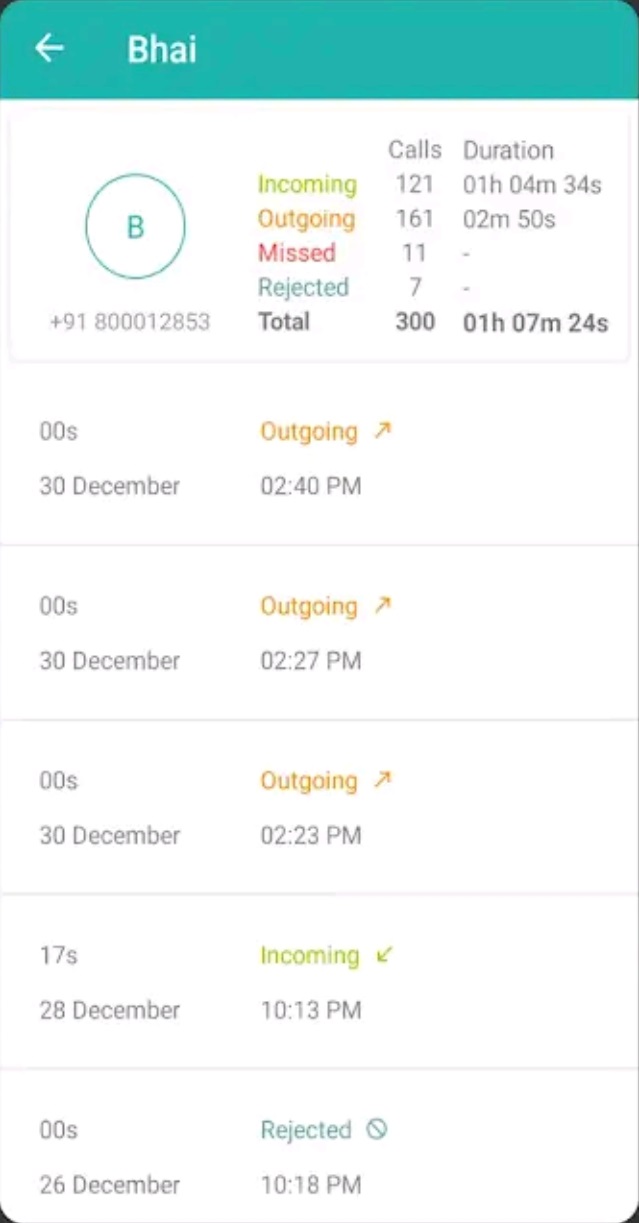 Bhai
Calls Duration
Incoming 121 01h 04m 34s
Outgoing 161 02m 50s
Missed 11 -
Rejected 7 -
Total 300 01h 07m 24s
B
+91 800012853
00s Outgoing
30 December 02:40 PM
00s Outgoing
30 December 02:27 PM
00s Outgoing
30 December 02:23 PM
17s Incoming
28 December 10:13 PM
00s Rejected
26 December 10:18 PM